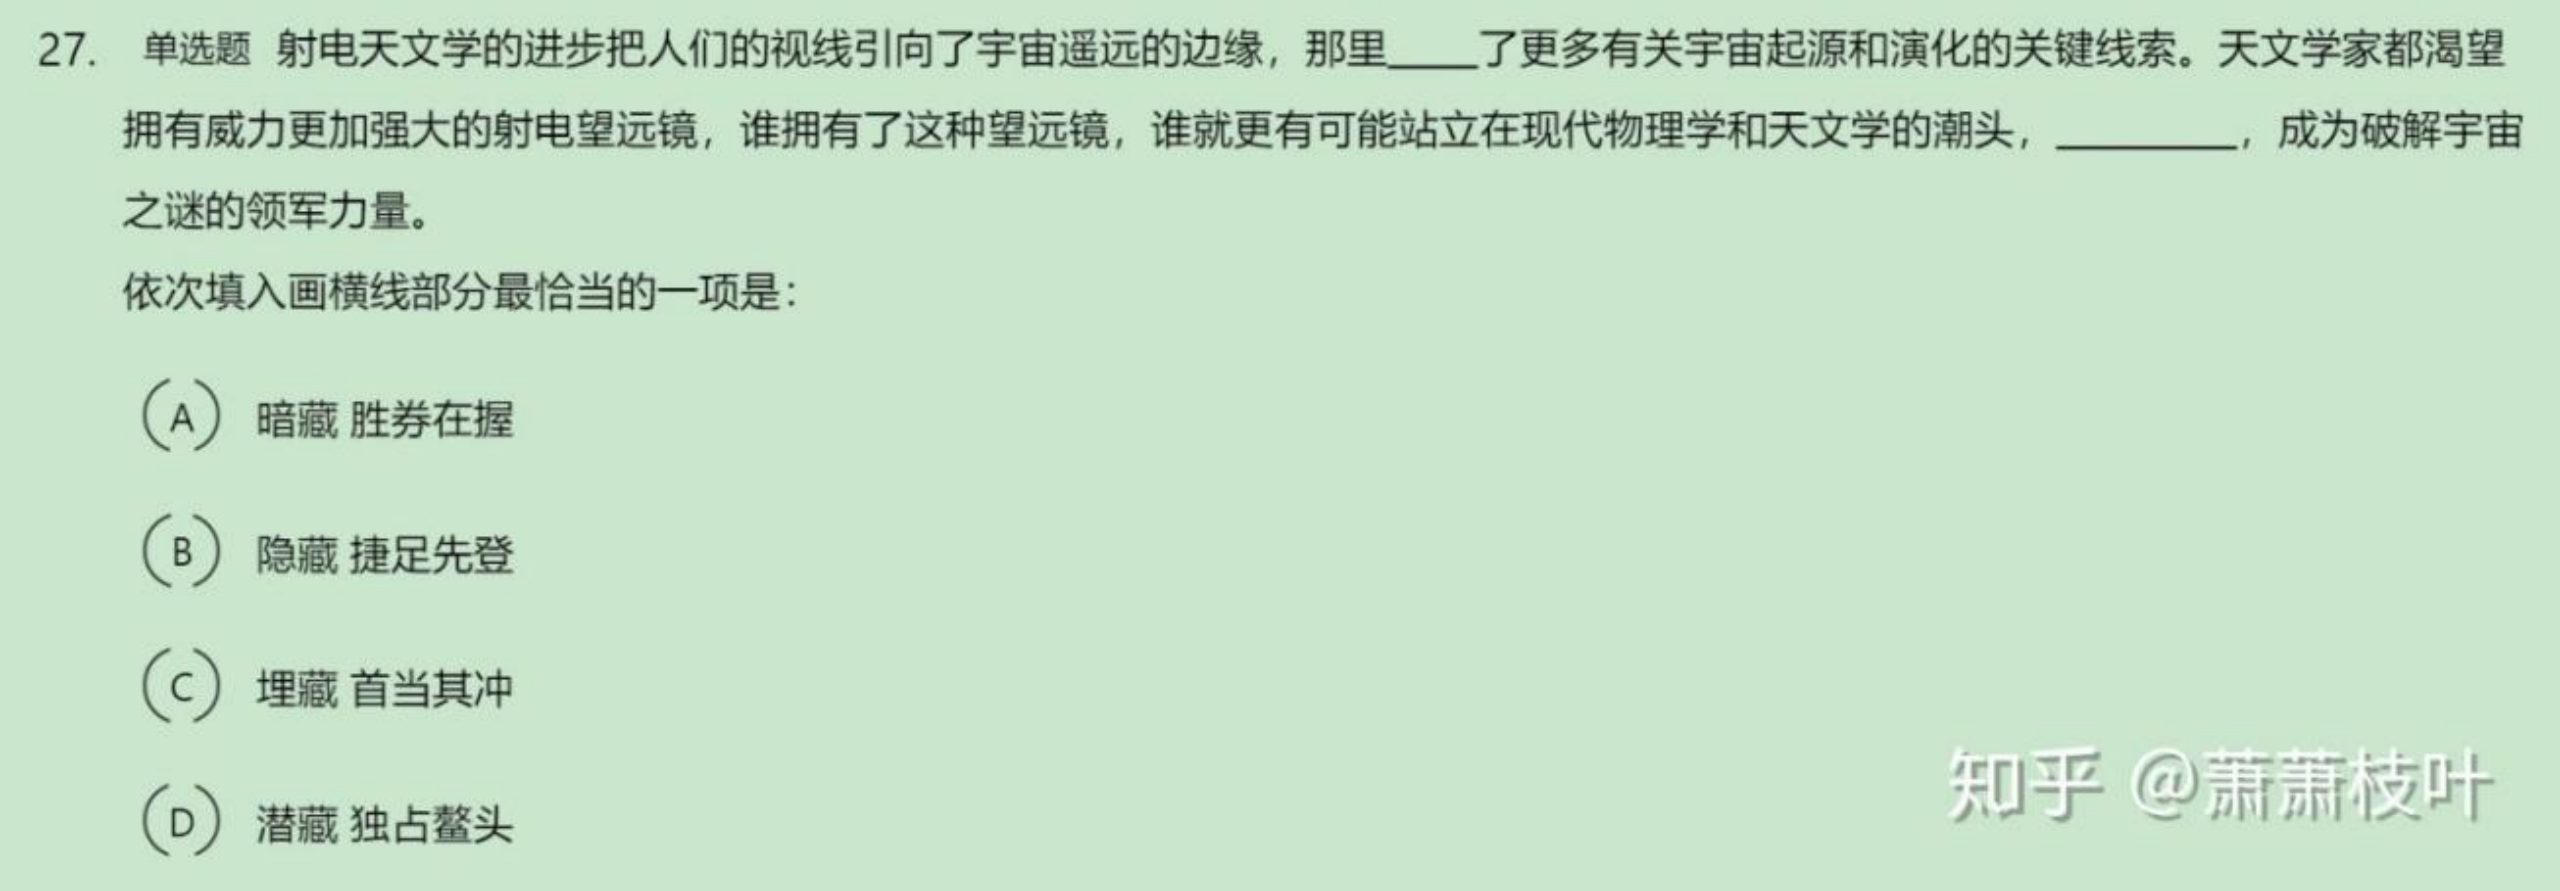 27. 单选题 射电天文学的进步把人们的视线引向了宇宙遥远的边缘，那里____了更多有关宇宙起源和演化的关键线索。天文学家都渴望
拥有威力更加强大的射电望远镜，谁拥有了这种望远镜，谁就更有可能站立在现代物理学和天文学的潮头，________，成为破解宇宙
之谜的领军力量。
依次填入画横线部分最恰当的一项是：
A 暗藏 胜券在握
B 隐藏 捷足先登
C 埋藏 首当其冲
D 潜藏 独占鳌头
知乎 @萧萧枝叶